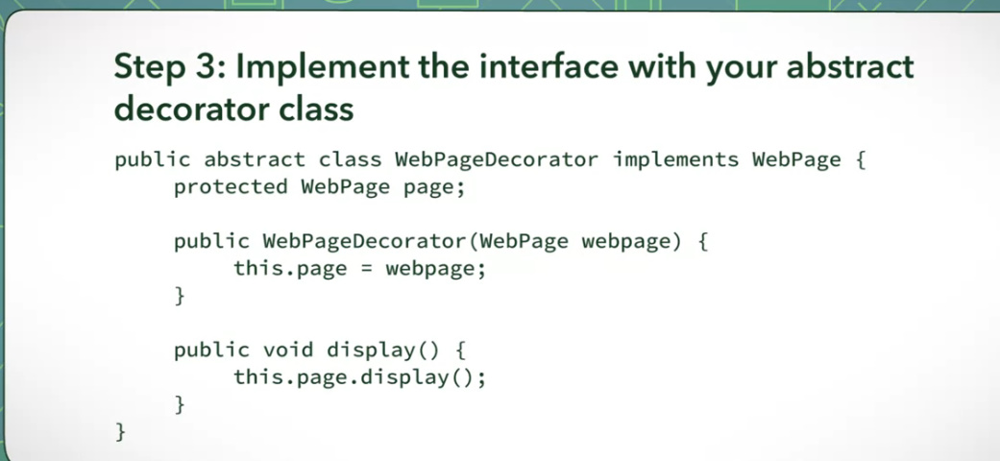 Step 3: Implement the interface with your abstract
decorator class
public abstract class WebPageDecorator implements WebPage {
protected WebPage page;
public WebPageDecorator(WebPage webpage) {
this.page = webpage;
}
public void display() {
this.page.display();
}
}